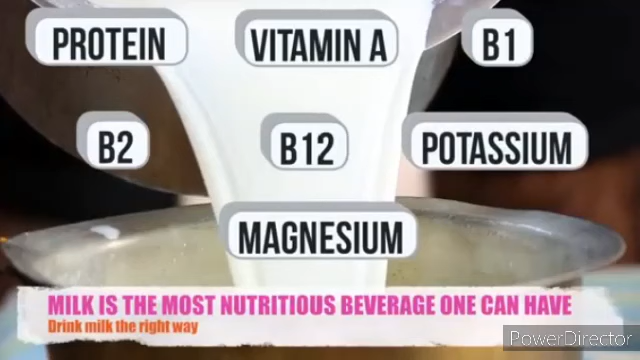 PROTEIN VITAMIN A B1
B2 B12 POTASSIUM
MAGNESIUM
MILK IS THE MOST NUTRITIOUS BEVERAGE ONE CAN HAVE
Drink milk the right way
PowerDirector